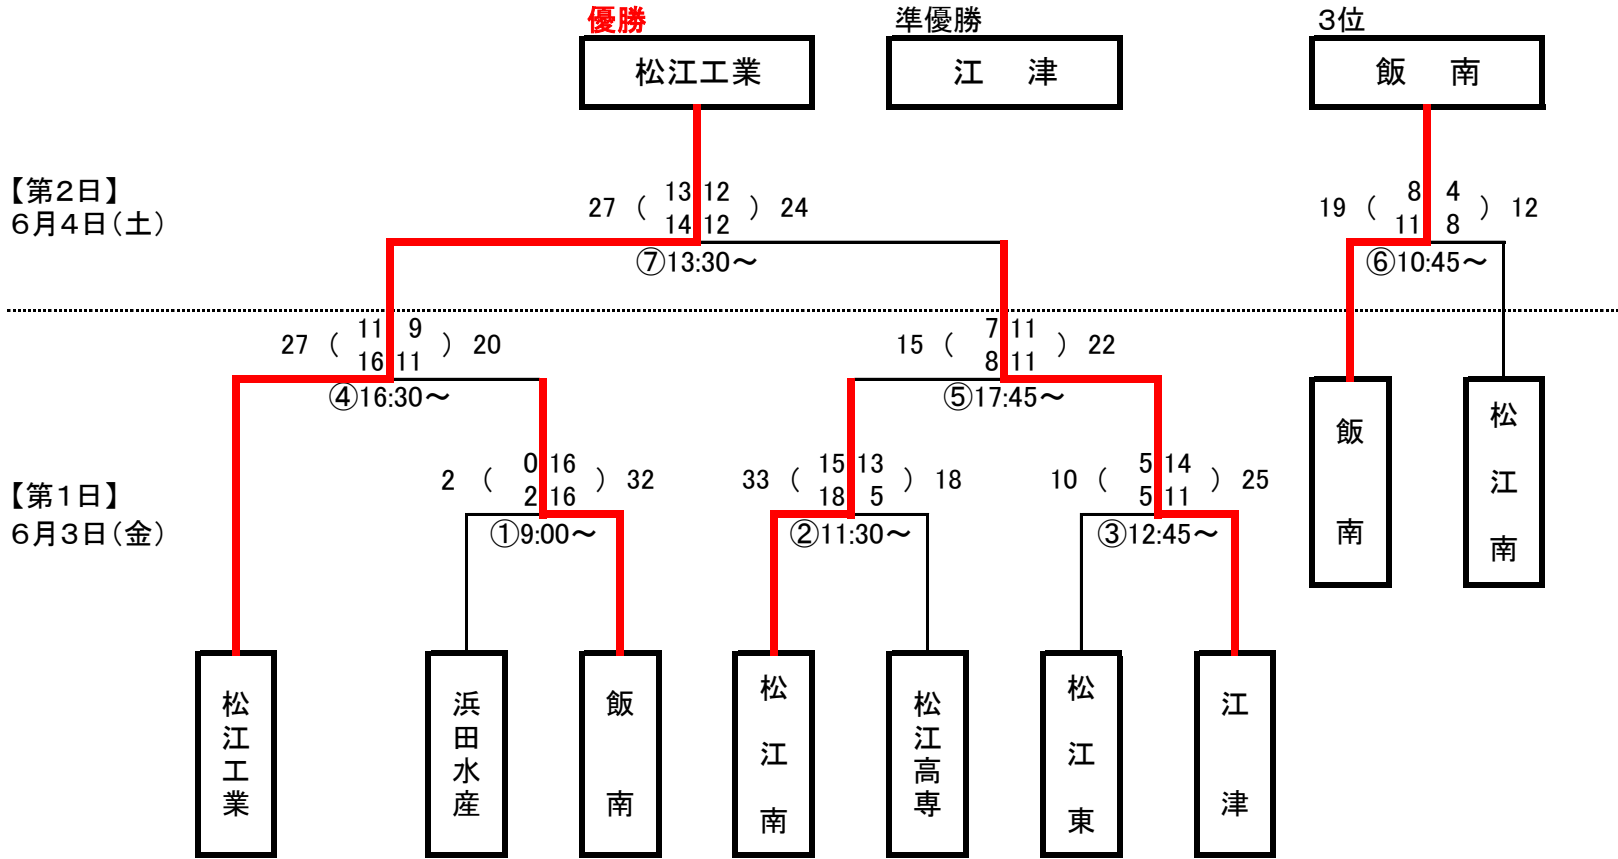 優勝 準優勝 3位
松江工業 江津 飯南
【第2日】
6月4日(土)
13 12
27 ( ) 24
14 12
⑦13:30～
8 4
19 ( ) 12
11 8
⑥10:45～
11 9
27 ( ) 20
16 11
④16:30～
7 11
15 ( ) 22
8 11
⑤17:45～
飯南
松江南
【第1日】
6月3日(金)
0 16
2 ( ) 32
2 16
①9:00～
15 13
33 ( ) 18
18 5
②11:30～
5 14
10 ( ) 25
5 11
③12:45～
松江工業
浜田水産
飯南
松江南
松江高専
松江東
江津